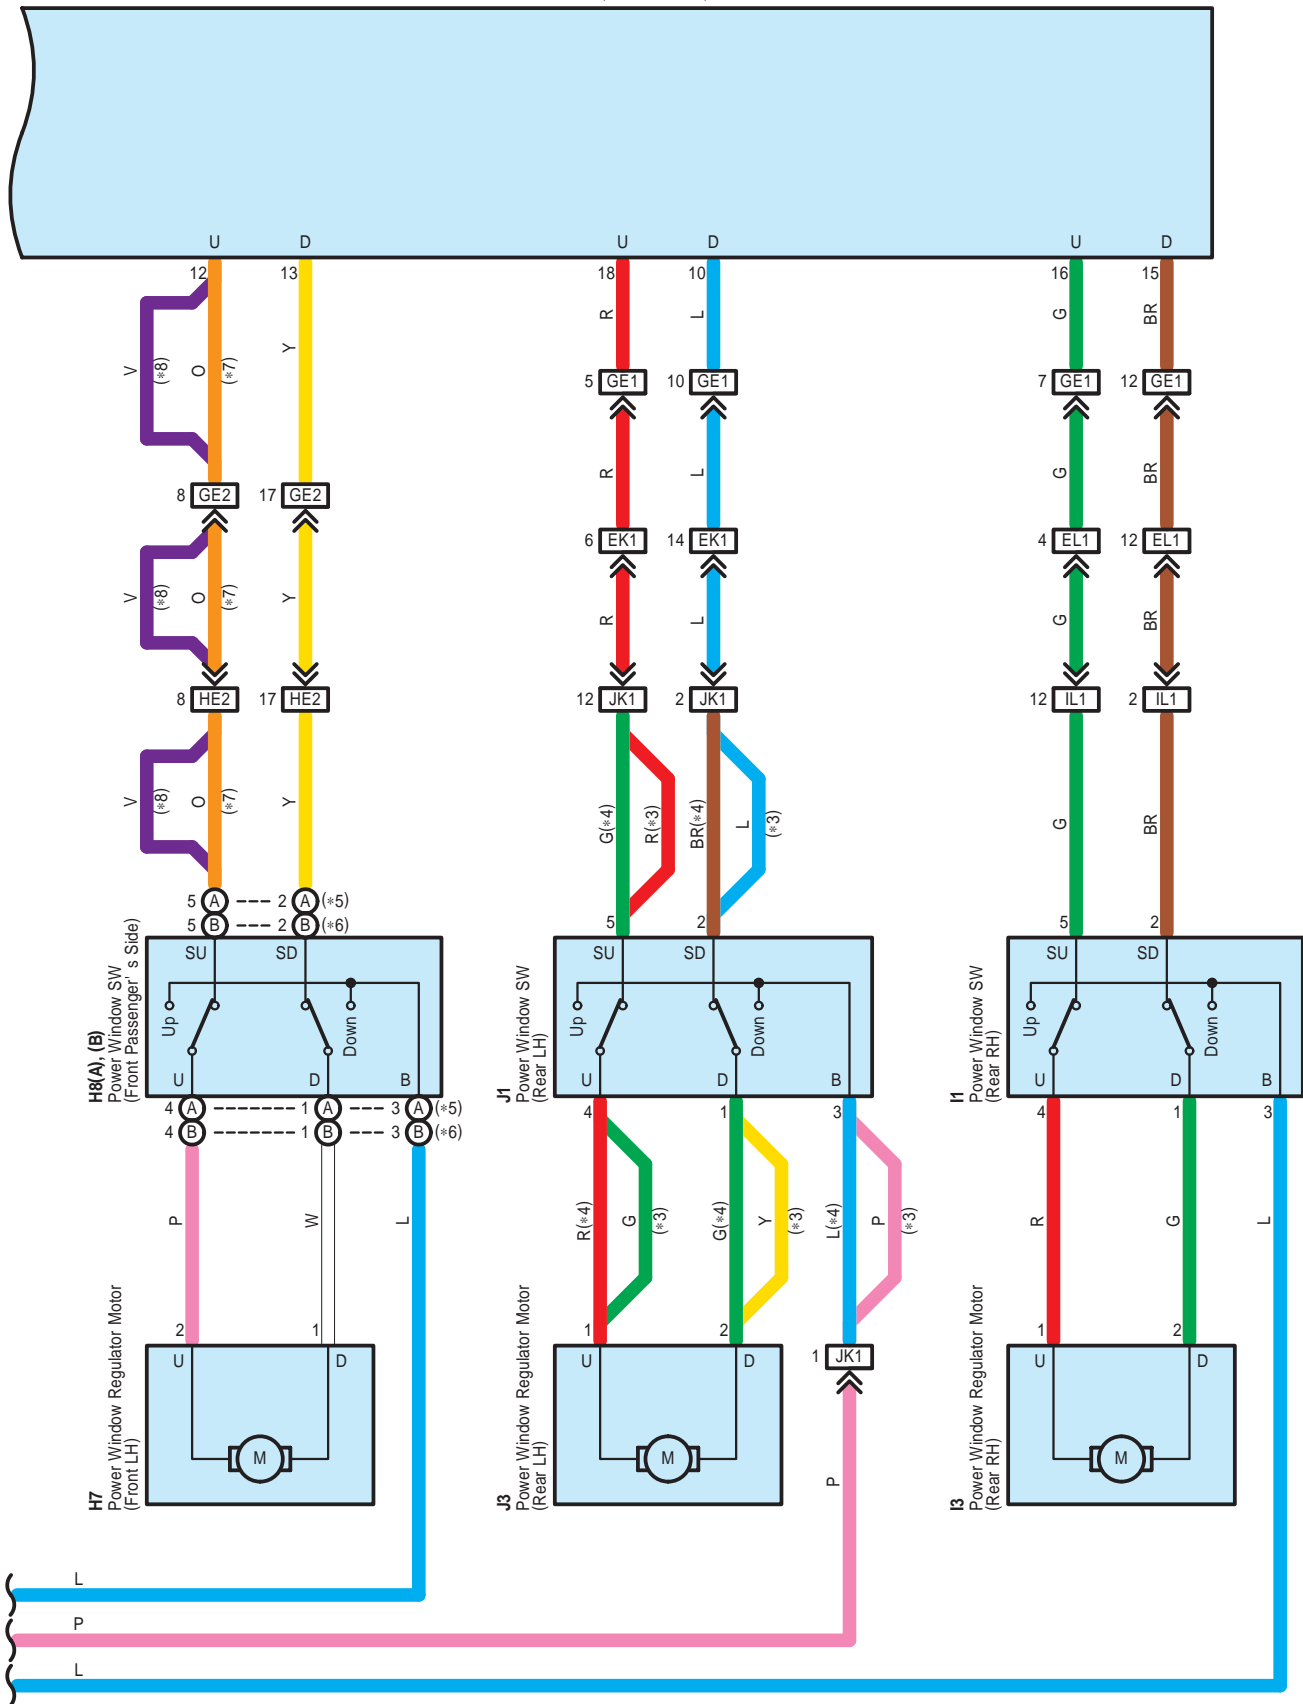 U D U D U D
12 13 18 10 16 15
R L G BR
V (*8) O (*7) Y
5 GE1 10 GE1 7 GE1 12 GE1
R L G BR
8 GE2 17 GE2
6 EK1 14 EK1 4 EL1 12 EL1
V (*8) O (*7) Y R L G BR
8 HE2 17 HE2 12 JK1 2 JK1 12 IL1 2 IL1
V (*8) O (*7) Y G(*4) R(*3) BR(*4) L (*3) G BR
5 A 2 A (*5)
5 B 2 B (*6) 5 2 5 2
H8(A), (B)
Power Window SW
(Front Passenger' s Side)
SU SD
Up Down
U D B
J1
Power Window SW
(Rear LH)
SU SD
Up Down
U D B
I1
Power Window SW
(Rear RH)
SU SD
Up Down
U D B
4 A 1 A 3 A (*5) 4 1 3 4 1 3
4 B 1 B 3 B (*6)
P W L R(*4) G (*3) G(*4) Y (*3) L(*4) P (*3) R G L
2 1 1 2 1 JK1 1 2
H7
Power Window Regulator Motor
(Front LH)
U D
M
J3
Power Window Regulator Motor
(Rear LH)
U D
M
P
I3
Power Window Regulator Motor
(Rear RH)
U D
M
L
P
L